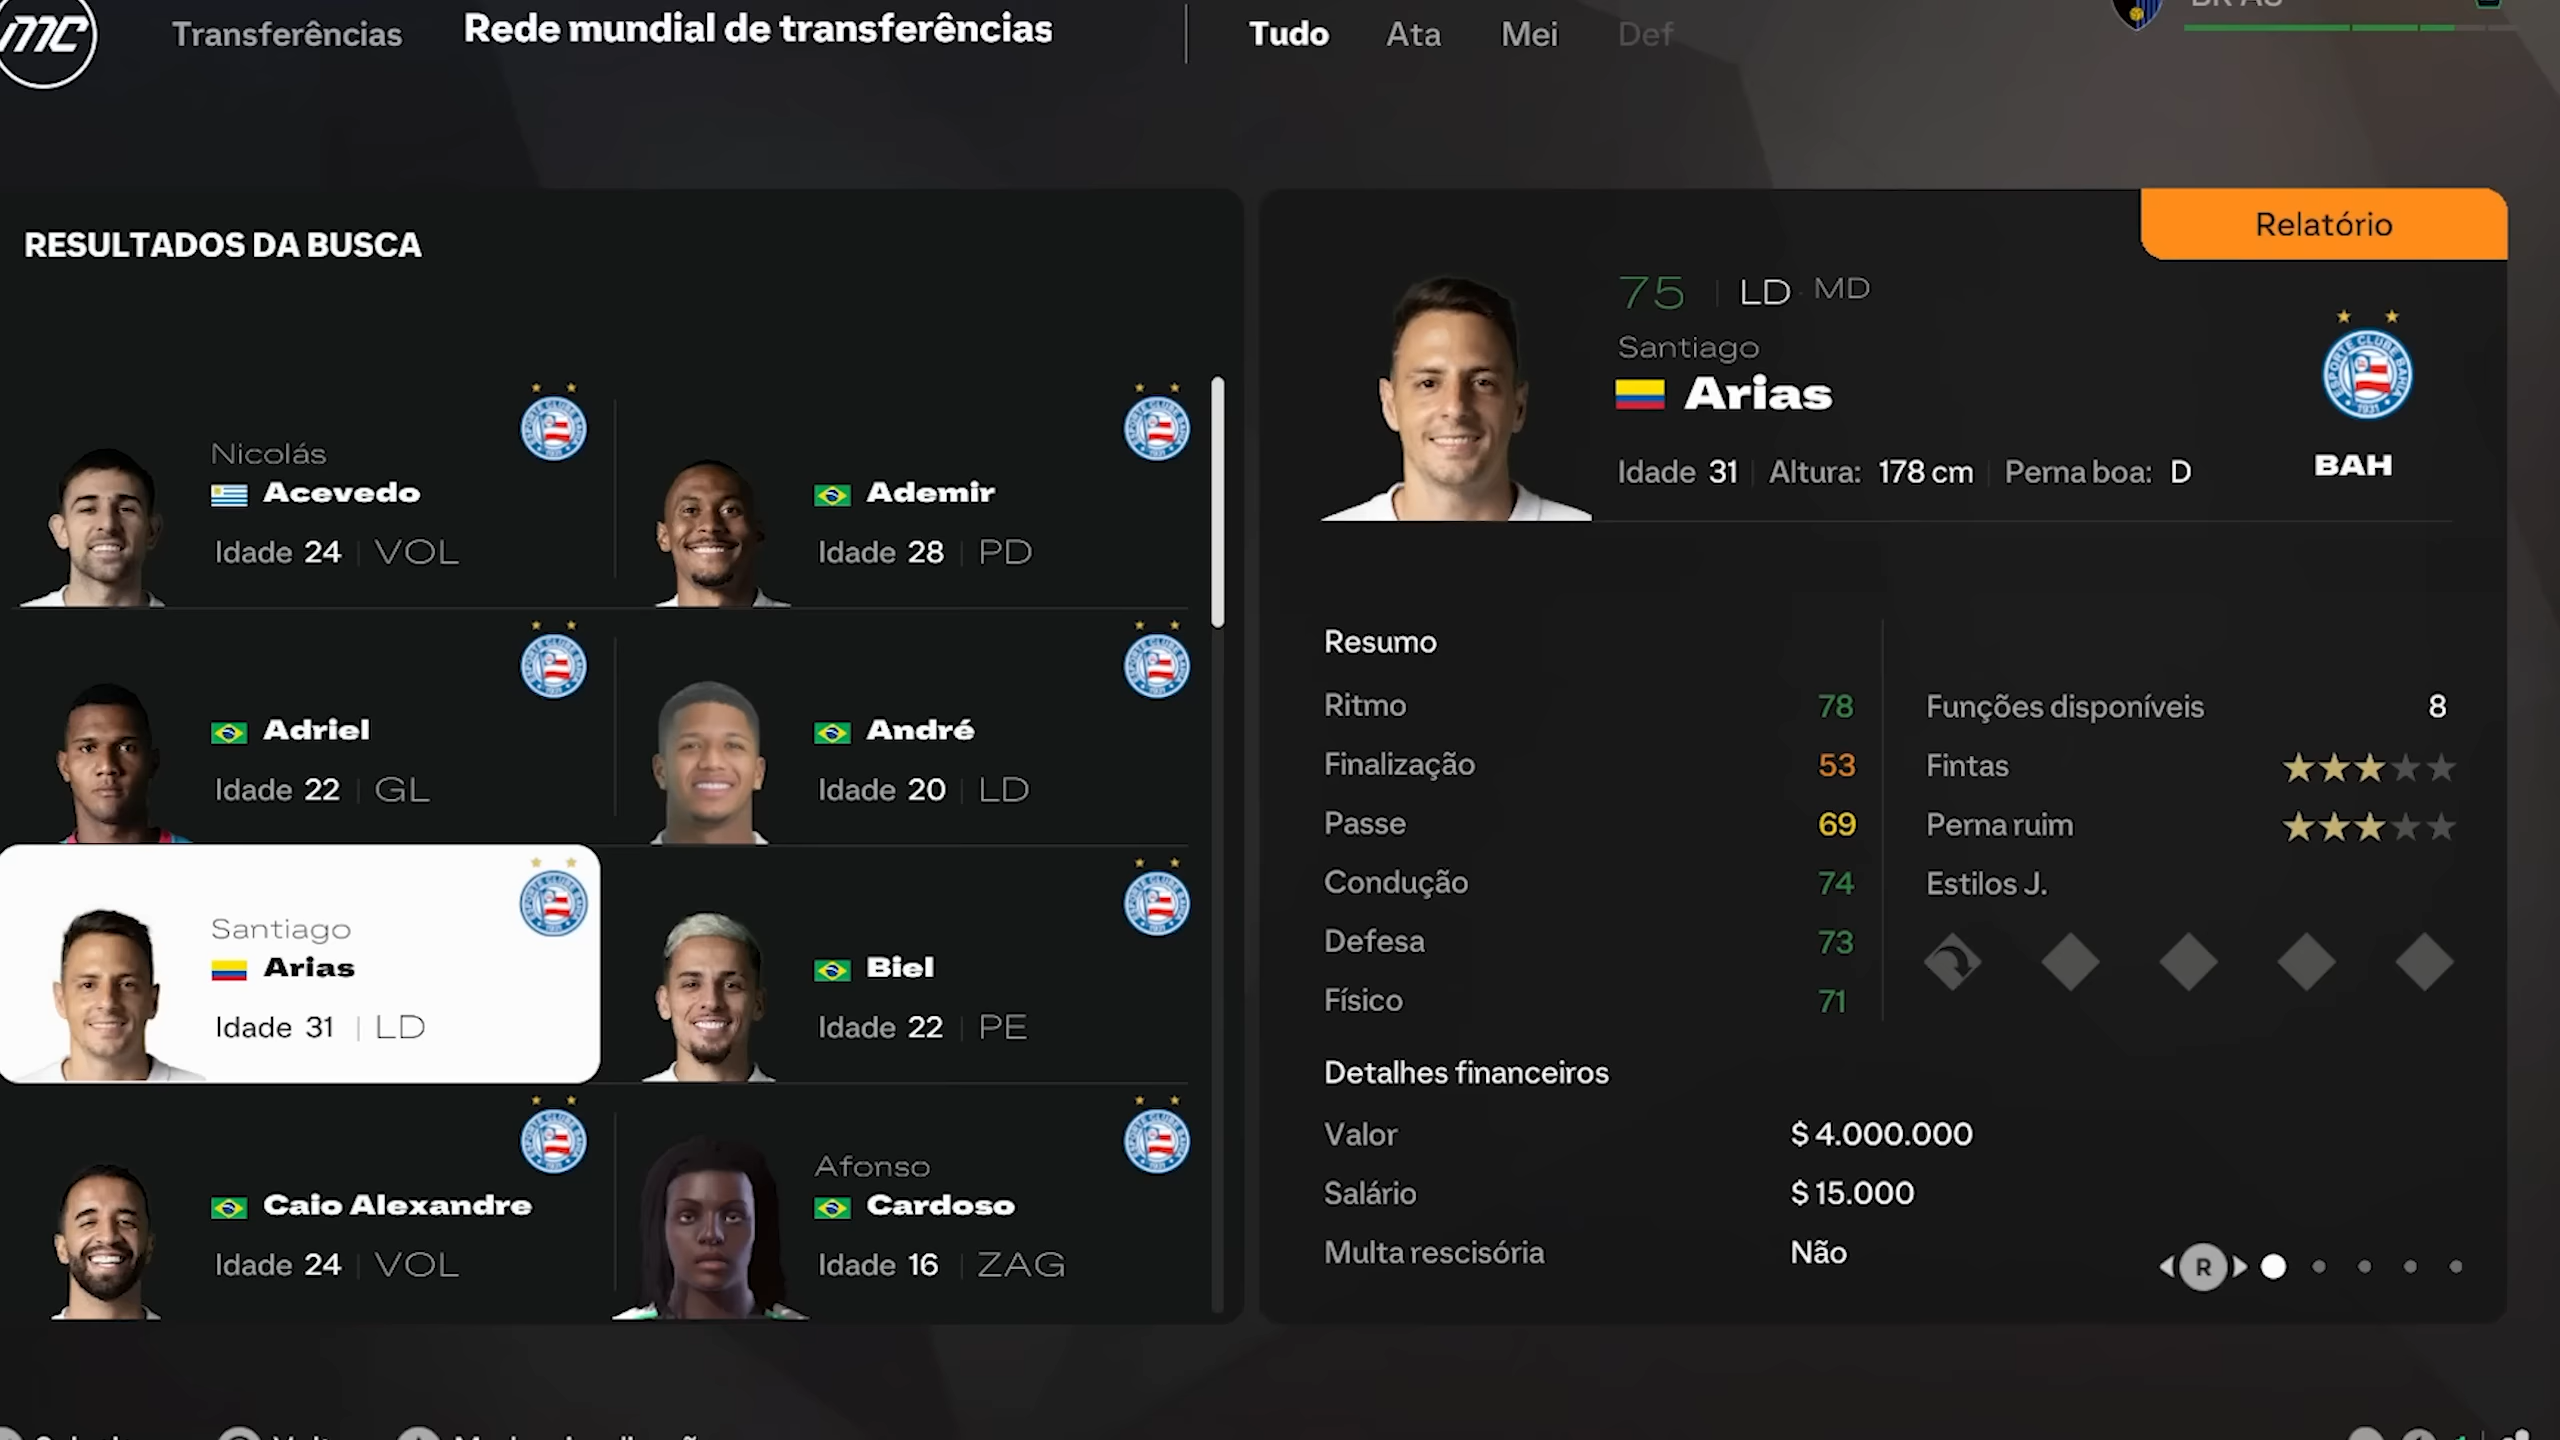 Transferências
Rede mundial de transferências
Tudo Ata Mei Def
RESULTADOS DA BUSCA
Nicolás
Acevedo
Idade 24 VOL
Ademir
Idade 28 PD
Adriel
Idade 22 GL
André
Idade 20 LD
Santiago
Arias
Idade 31 LD
Biel
Idade 22 PE
Caio Alexandre
Idade 24 VOL
Afonso
Cardoso
Idade 16 ZAG
Relatório
75 LD · MD
Santiago
Arias
Idade 31 Altura: 178 cm Perna boa: D
ESPORTE CLUBE BAHIA
1931
BAH
Resumo
Ritmo 78
Finalização 53
Passe 69
Condução 74
Defesa 73
Físico 71
Funções disponíveis 8
Fintas
Perna ruim
Estilos J.
Detalhes financeiros
Valor $ 4.000.000
Salário $ 15.000
Multa rescisória Não
R